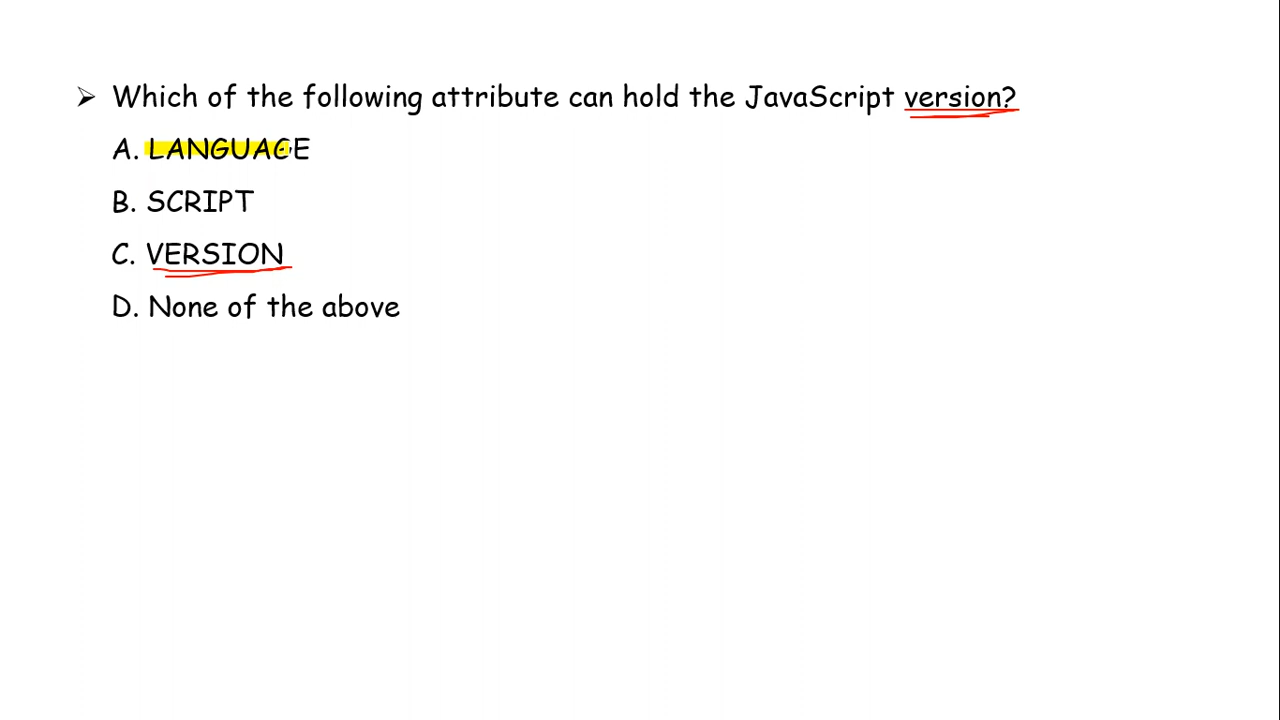 ➢ Which of the following attribute can hold the JavaScript version?
A. LANGUAGE
B. SCRIPT
C. VERSION
D. None of the above